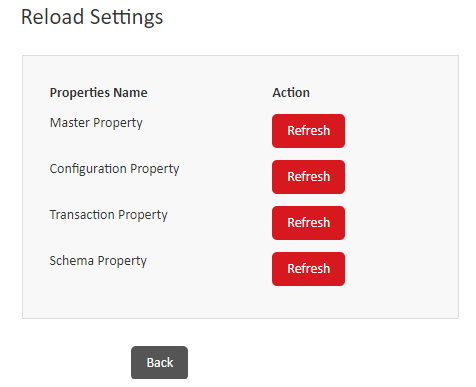 Reload Settings
Properties Name Action
Master Property Refresh
Configuration Property Refresh
Transaction Property Refresh
Schema Property Refresh
Back